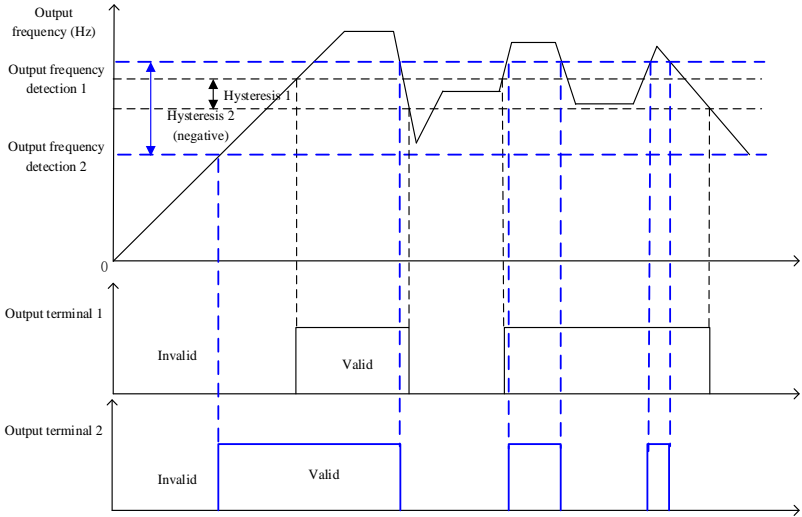 Output
frequency (Hz)
Output frequency
detection 1
Hysteresis 1
Hysteresis 2
(negative)
Output frequency
detection 2
0
Output terminal 1
Invalid
Valid
Output terminal 2
Invalid
Valid